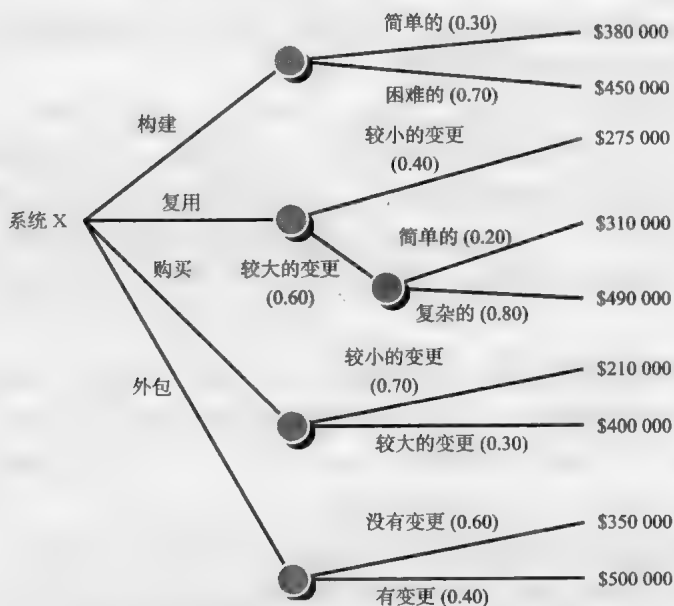 简单的 (0.30)
$380 000
困难的 (0.70)
$450 000
构建
较小的变更
(0.40)
$275 000
系统 X
复用
简单的 (0.20)
$310 000
购买
较大的变更
(0.60)
复杂的 (0.80)
$490 000
较小的变更
(0.70)
$210 000
外包
较大的变更 (0.30)
$400 000
没有变更 (0.60)
$350 000
有变更 (0.40)
$500 000